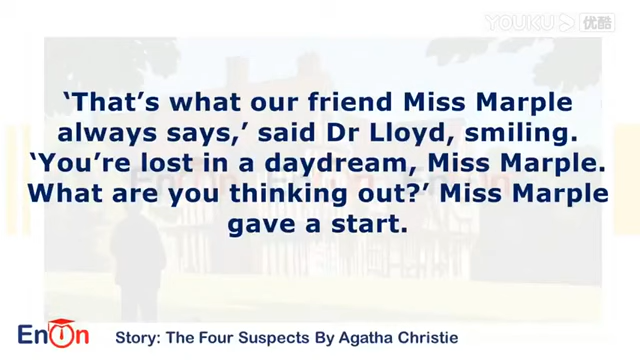 YOUKU 优酷
‘That’s what our friend Miss Marple
always says,’ said Dr Lloyd, smiling.
‘You’re lost in a daydream, Miss Marple.
What are you thinking out?’ Miss Marple
gave a start.
EnOn
Story: The Four Suspects By Agatha Christie